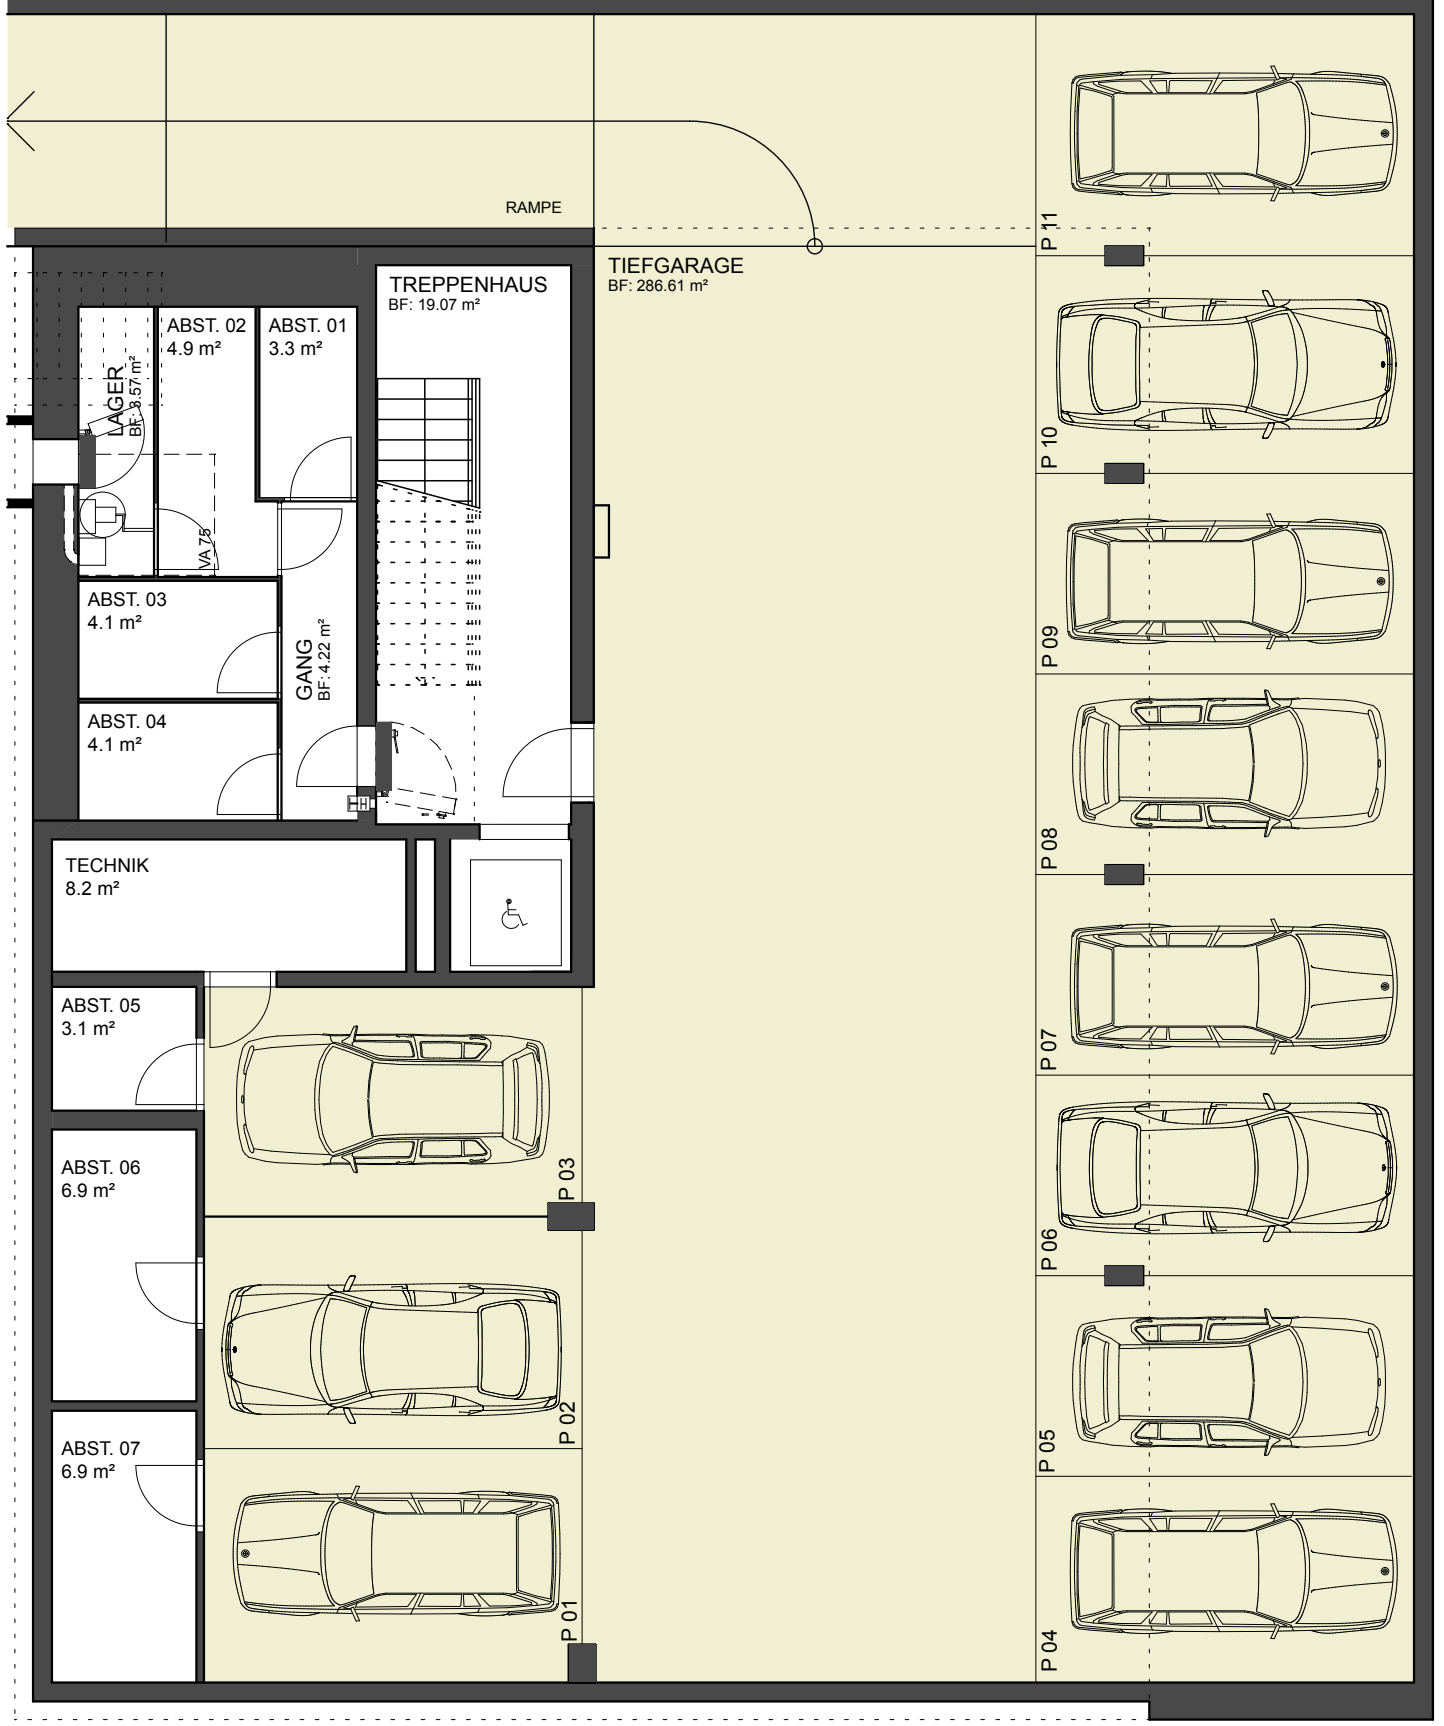 RAMPE
P 11
TIEFGARAGE
BF: 286.61 m²
TREPPENHAUS
BF: 19.07 m²
ABST. 02
4.9 m²
ABST. 01
3.3 m²
LAGER
BF: 3.57 m²
P 10
VA 75
ABST. 03
4.1 m²
GANG
BF: 4.22 m²
P 09
ABST. 04
4.1 m²
P 08
TECHNIK
8.2 m²
ABST. 05
3.1 m²
P 07
ABST. 06
6.9 m²
P 03
P 06
P 02
ABST. 07
6.9 m²
P 05
P 01
P 04